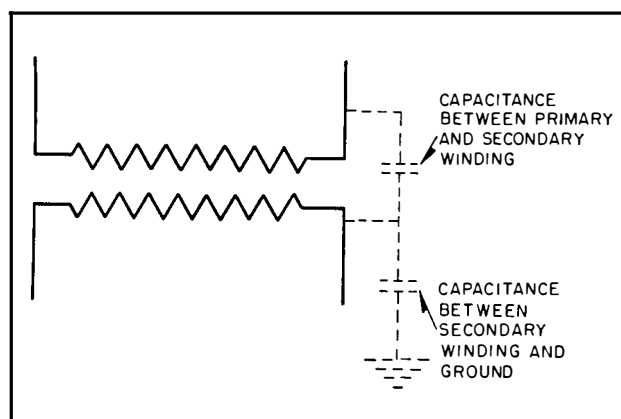 CAPACITANCE
BETWEEN PRIMARY
AND SECONDARY
WINDING
CAPACITANCE
BETWEEN
SECONDARY
WINDING AND
GROUND